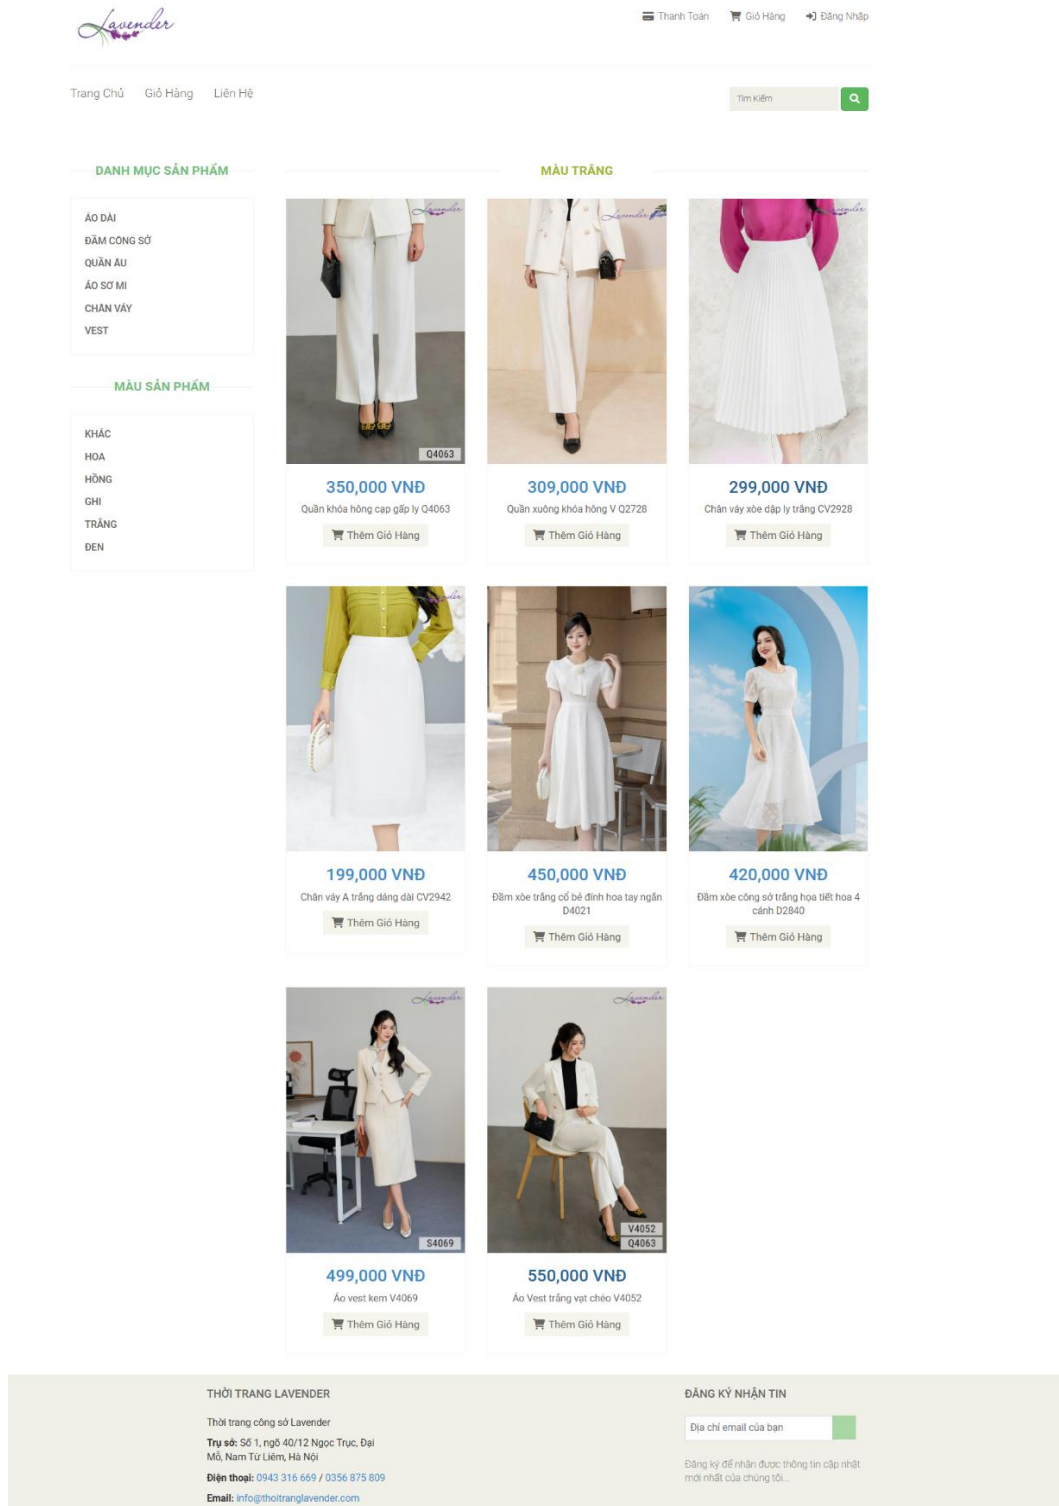 Lavender
Thanh Toán
Giỏ Hàng
Đăng Nhập
Trang Chủ
Giỏ Hàng
Liên Hệ
Tìm Kiếm
DANH MỤC SẢN PHẨM
ÁO DÀI
ĐẦM CÔNG SỞ
QUẦN ÂU
ÁO SƠ MI
CHÂN VÁY
VEST
MÀU SẢN PHẨM
KHÁC
HOA
HỒNG
GHI
TRẮNG
ĐEN
MÀU TRẮNG
Lavender
Q4063
Lavender
Lavender
350,000 VNĐ
Quần khóa hông cạp gấp ly Q4063
Thêm Giỏ Hàng
309,000 VNĐ
Quần xuông khóa hông V Q2728
Thêm Giỏ Hàng
299,000 VNĐ
Chân váy xòe dập ly trắng CV2928
Thêm Giỏ Hàng
199,000 VNĐ
Chân váy A trắng dáng dài CV2942
Thêm Giỏ Hàng
450,000 VNĐ
Đầm xòe trắng cổ bẻ đính hoa tay ngắn
D4021
Thêm Giỏ Hàng
420,000 VNĐ
Đầm xòe công sở trắng họa tiết hoa 4
cánh D2840
Thêm Giỏ Hàng
Lavender
S4069
Lavender
V4052
Q4063
499,000 VNĐ
Áo vest kem V4069
Thêm Giỏ Hàng
550,000 VNĐ
Áo Vest trắng vạt chéo V4052
Thêm Giỏ Hàng
THỜI TRANG LAVENDER
Thời trang công sở Lavender
Trụ sở: Số 1, ngõ 40/12 Ngọc Trục, Đại
Mỗ, Nam Từ Liêm, Hà Nội
Điện thoại: 0943 316 669 / 0356 875 809
Email: info@thoitranglavender.com
ĐĂNG KÝ NHẬN TIN
Địa chỉ email của bạn
Đăng ký để nhận được thông tin cập nhật
mới nhất của chúng tôi...